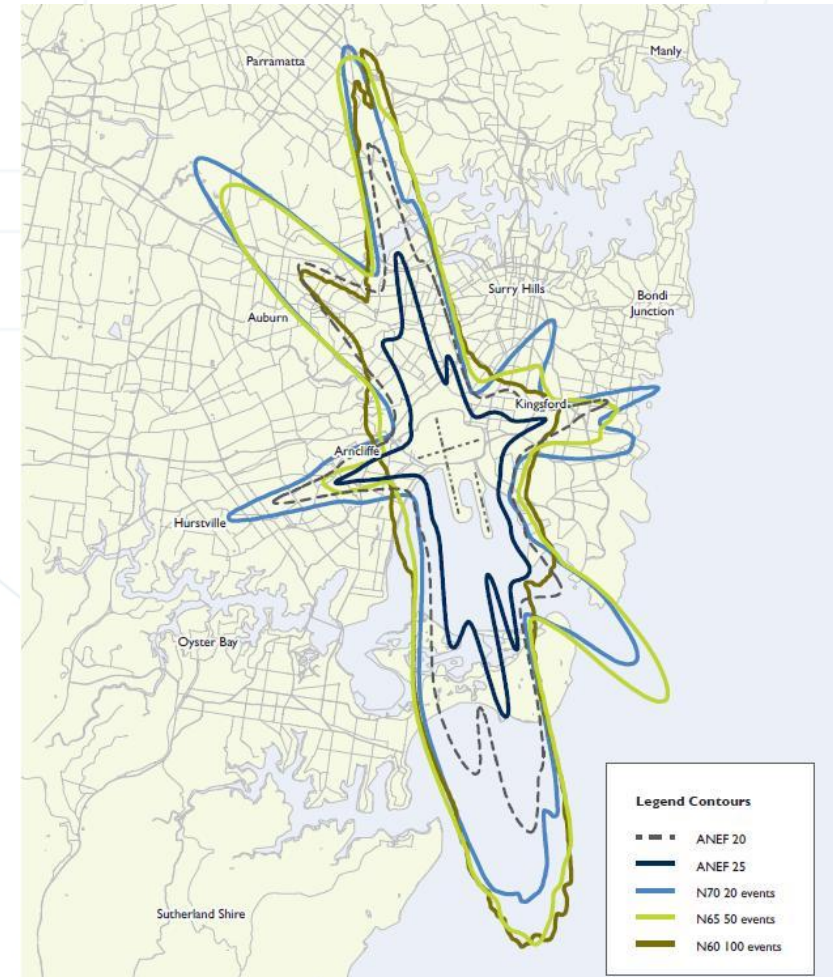 Parramatta
Manly
Surry Hills
Bondi
Junction
Auburn
Kingsford
Arncliffe
Hurstville
Oyster Bay
Sutherland Shire
Legend Contours
ANEF 20
ANEF 25
N70 20 events
N65 50 events
N60 100 events